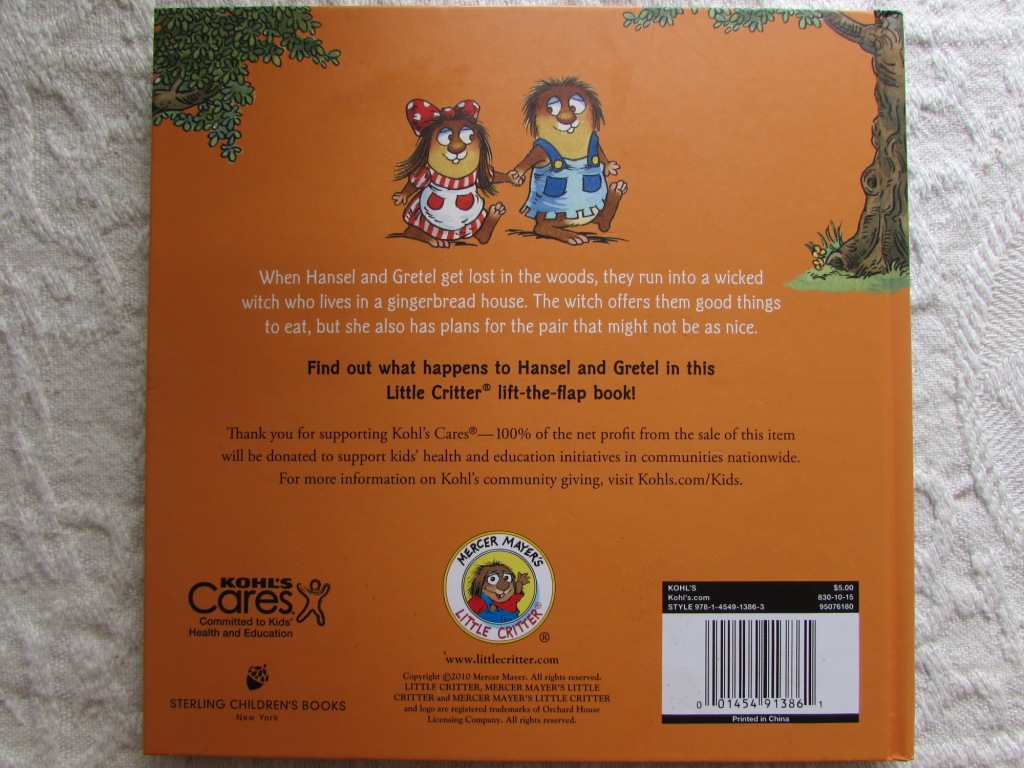 When Hansel and Gretel get lost in the woods, they run into a wicked
witch who lives in a gingerbread house. The witch offers them good things
to eat, but she also has plans for the pair that might not be as nice.
Find out what happens to Hansel and Gretel in this
Little Critter® lift-the-flap book!
Thank you for supporting Kohl's Cares®—100% of the net profit from the sale of this item
will be donated to support kids' health and education initiatives in communities nationwide.
For more information on Kohl's community giving, visit Kohls.com/Kids.
KOHL'S
Cares
Committed to Kids'
Health and Education
STERLING CHILDREN'S BOOKS
New York
MERCER MAYER'S
LITTLE CRITTER®
®
www.littlecritter.com
Copyright ©2010 Mercer Mayer. All rights reserved.
LITTLE CRITTER, MERCER MAYER'S LITTLE
CRITTER and MERCER MAYER'S LITTLE CRITTER
and logo are registered trademarks of Orchard House
Licensing Company. All rights reserved.
KOHL'S $5.00
Kohl's.com 830-10-15
STYLE 978-1-4549-1386-3 95076180
0 01454 91386 1
Printed in China